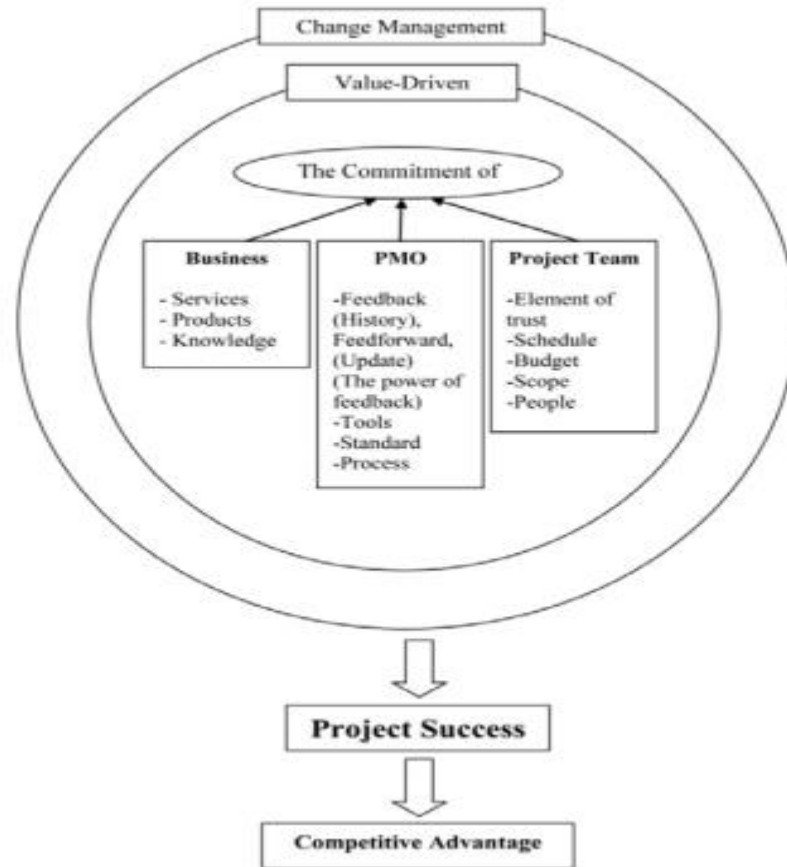 Change Management
Value-Driven
The Commitment of
Business
- Services
- Products
- Knowledge
PMO
-Feedback
(History),
Feedforward,
(Update)
(The power of
feedback)
-Tools
-Standard
-Process
Project Team
-Element of
trust
-Schedule
-Budget
-Scope
-People
Project Success
Competitive Advantage